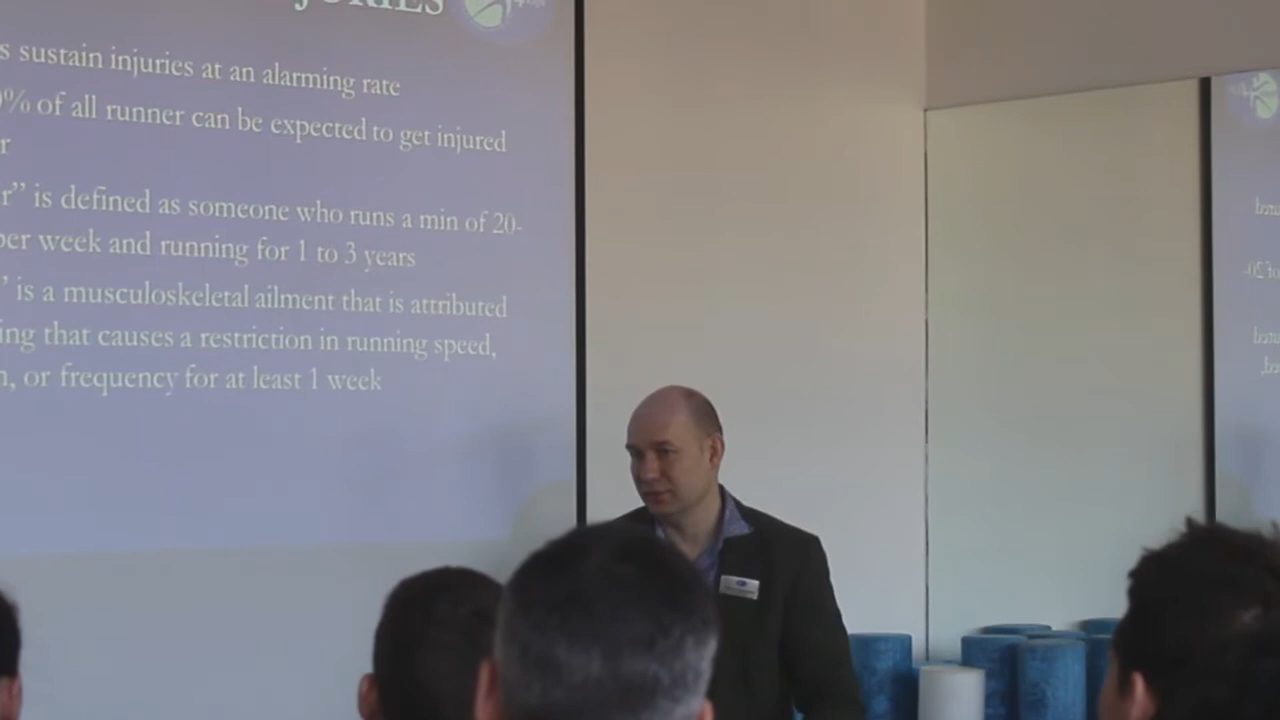 JURIES
s sustain injuries at an alarming rate
0% of all runner can be expected to get injured
r
r” is defined as someone who runs a min of 20-
per week and running for 1 to 3 years
’ is a musculoskeletal ailment that is attributed
ing that causes a restriction in running speed,
n, or frequency for at least 1 week